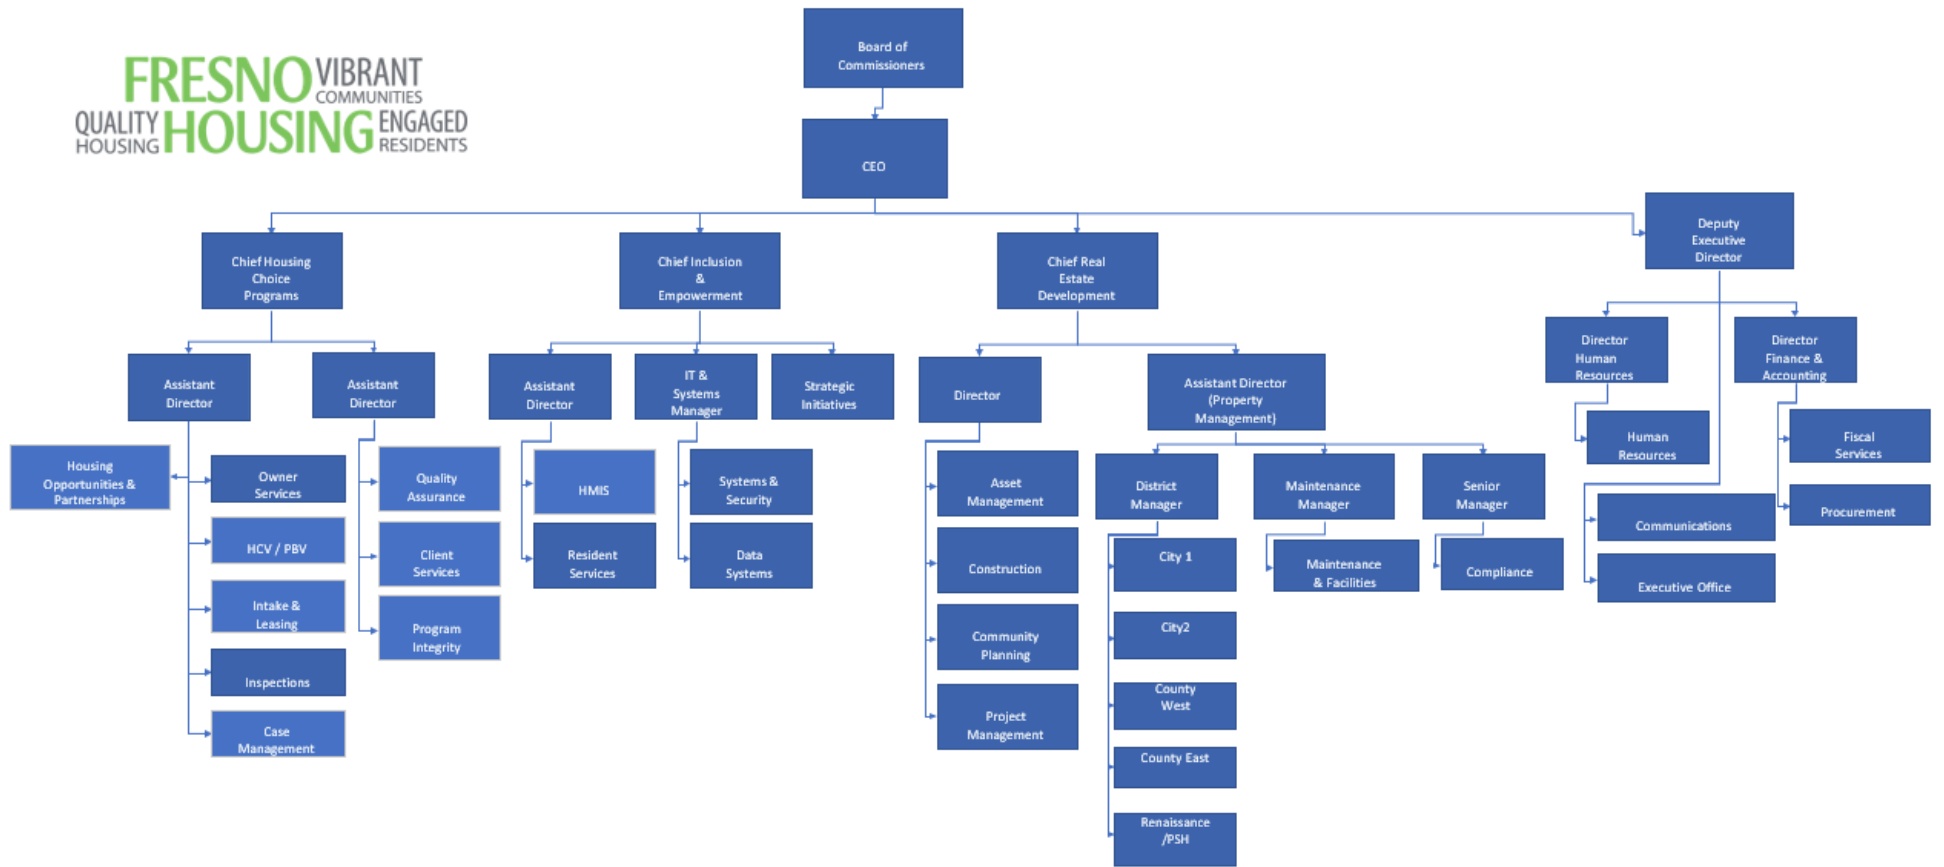 Board of
Commissioners
FRESNO VIBRANT
COMMUNITIES
QUALITY HOUSING ENGAGED
HOUSING RESIDENTS
CEO
Deputy
Executive
Director
Chief Housing
Choice
Programs
Chief Inclusion
&
Empowerment
Chief Real
Estate
Development
Director
Human
Resources
Director
Finance &
Accounting
Assistant
Director
Assistant
Director
Assistant
Director
IT &
Systems
Manager
Strategic
Initiatives
Director
Assistant Director
(Property
Management)
Human
Resources
Fiscal
Services
Procurement
Housing
Opportunities &
Partnerships
Owner
Services
HCV / PBV
Intake &
Leasing
Inspections
Case
Management
Quality
Assurance
Client
Services
Program
Integrity
HMIS
Resident
Services
Systems &
Security
Data
Systems
Asset
Management
Construction
Community
Planning
Project
Management
District
Manager
Maintenance
Manager
Senior
Manager
City 1
City2
County
West
County East
Renaissance
/PSH
Maintenance
& Facilities
Compliance
Communications
Executive Office